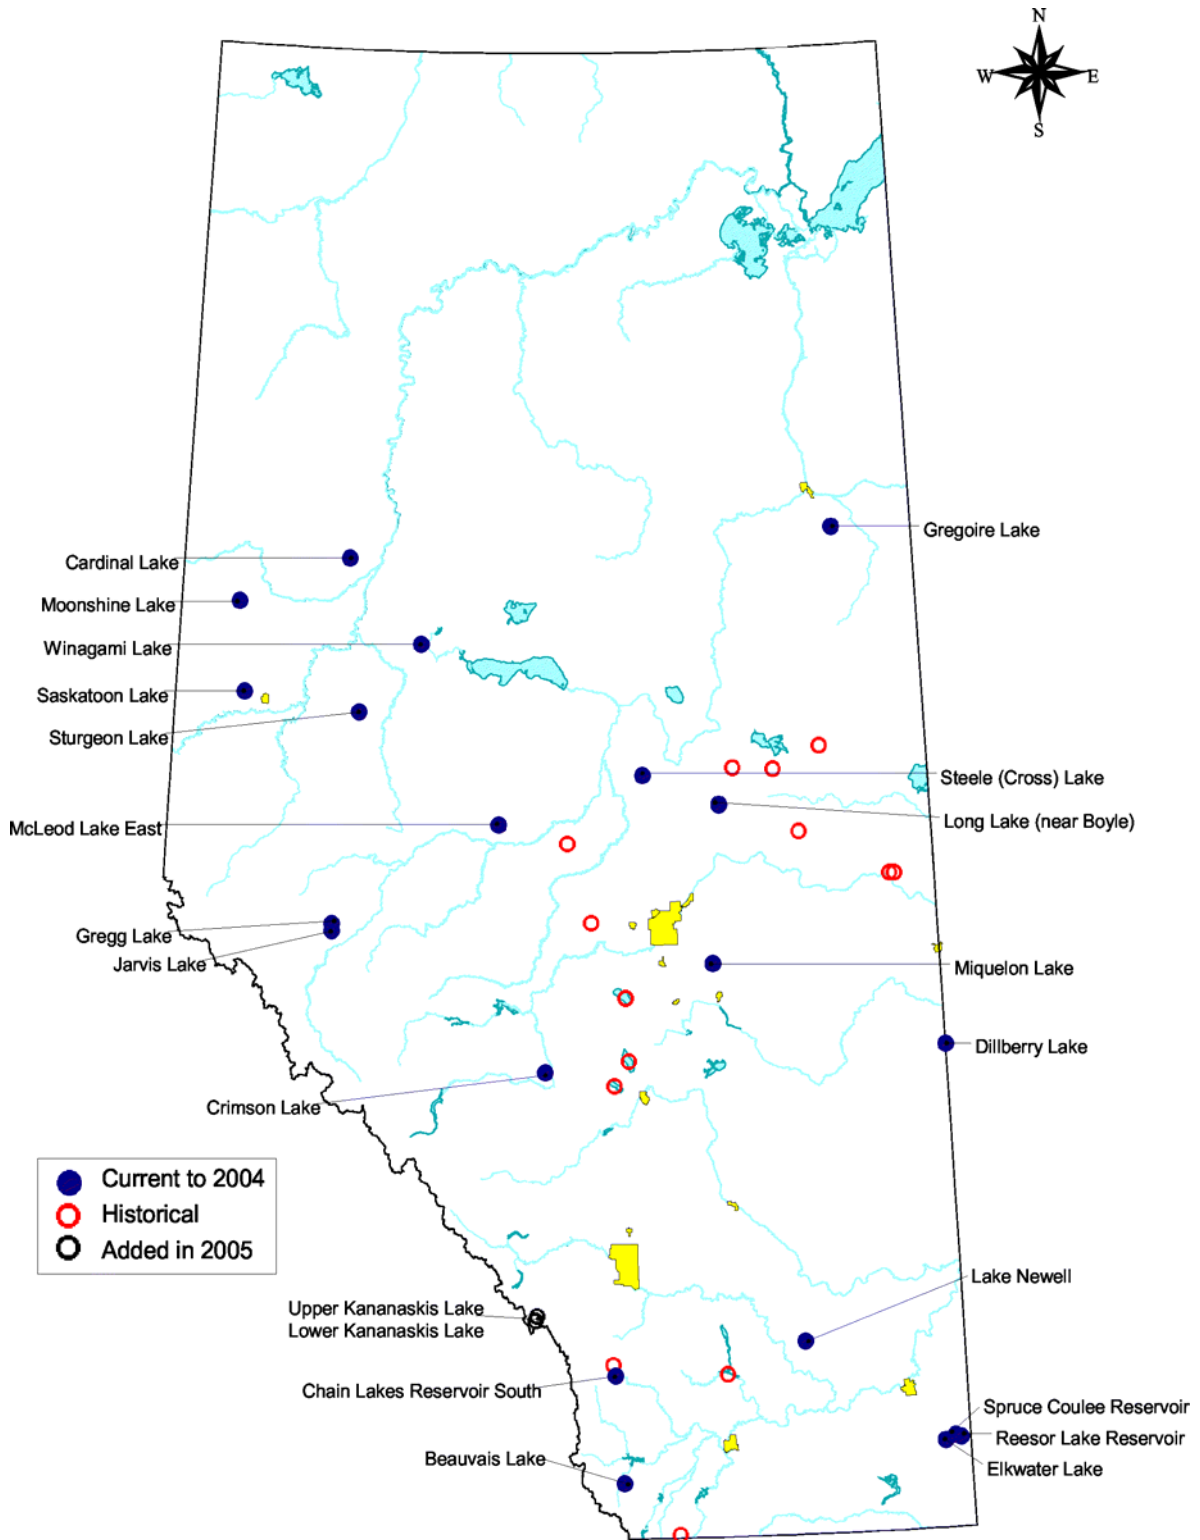 N
W
E
S
Gregoire Lake
Cardinal Lake
Moonshine Lake
Winagami Lake
Saskatoon Lake
Sturgeon Lake
Steele (Cross) Lake
Long Lake (near Boyle)
McLeod Lake East
Gregg Lake
Jarvis Lake
Miquelon Lake
Dillberry Lake
Crimson Lake
Current to 2004
Historical
Added in 2005
Lake Newell
Upper Kananaskis Lake
Lower Kananaskis Lake
Chain Lakes Reservoir South
Spruce Coulee Reservoir
Reesor Lake Reservoir
Elkwater Lake
Beauvais Lake